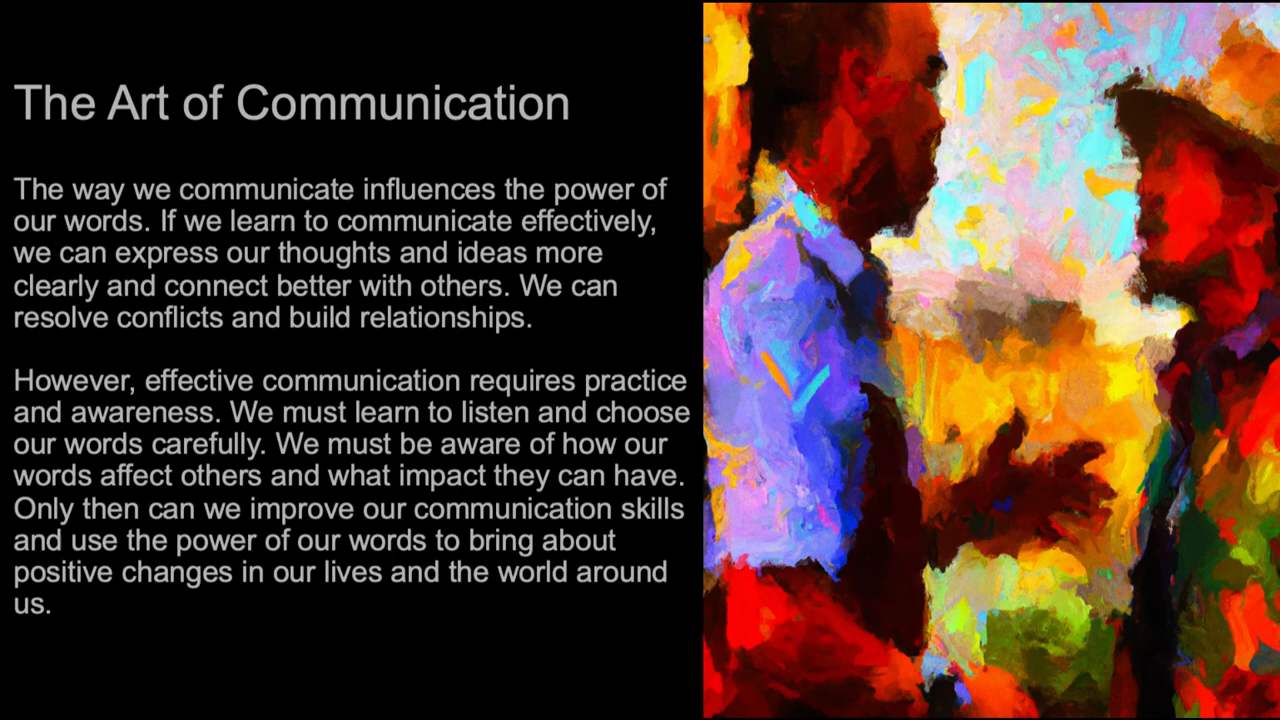 The Art of Communication
The way we communicate influences the power of
our words. If we learn to communicate effectively,
we can express our thoughts and ideas more
clearly and connect better with others. We can
resolve conflicts and build relationships.
However, effective communication requires practice
and awareness. We must learn to listen and choose
our words carefully. We must be aware of how our
words affect others and what impact they can have.
Only then can we improve our communication skills
and use the power of our words to bring about
positive changes in our lives and the world around
us.